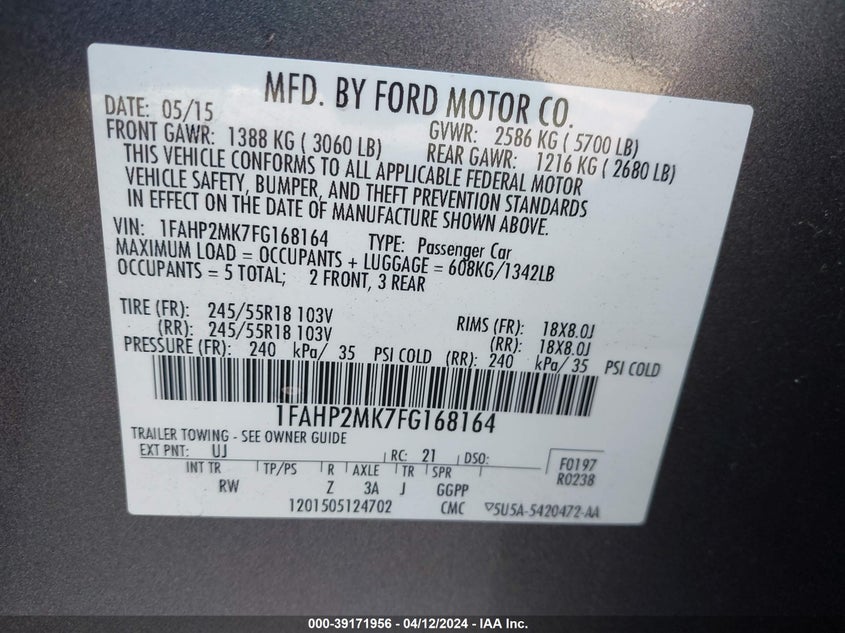 MFD. BY FORD MOTOR CO.
DATE: 05/15 GVWR: 2586 KG ( 5700 LB)
FRONT GAWR: 1388 KG ( 3060 LB) REAR GAWR: 1216 KG ( 2680 LB)
THIS VEHICLE CONFORMS TO ALL APPLICABLE FEDERAL MOTOR
VEHICLE SAFETY, BUMPER, AND THEFT PREVENTION STANDARDS
IN EFFECT ON THE DATE OF MANUFACTURE SHOWN ABOVE.
VIN: 1FAHP2MK7FG168164 TYPE: Passenger Car
MAXIMUM LOAD = OCCUPANTS + LUGGAGE = 608KG/1342LB
OCCUPANTS = 5 TOTAL; 2 FRONT, 3 REAR
TIRE (FR): 245/55R18 103V RIMS (FR): 18X8.0J
(RR): 245/55R18 103V (RR): 18X8.0J
PRESSURE (FR): 240 kPa/ 35 PSI COLD (RR): 240 kPa/ 35 PSI COLD
1FAHP2MK7FG168164
TRAILER TOWING - SEE OWNER GUIDE
EXT PNT: UJ RC: 21 DSO: F0197
INT TR TP/PS R AXLE TR SPR R0238
RW Z 3A J GGPP
1201505124702 CMC ▽5U5A-5420472-AA
000-39171956 - 04/12/2024 - IAA Inc.